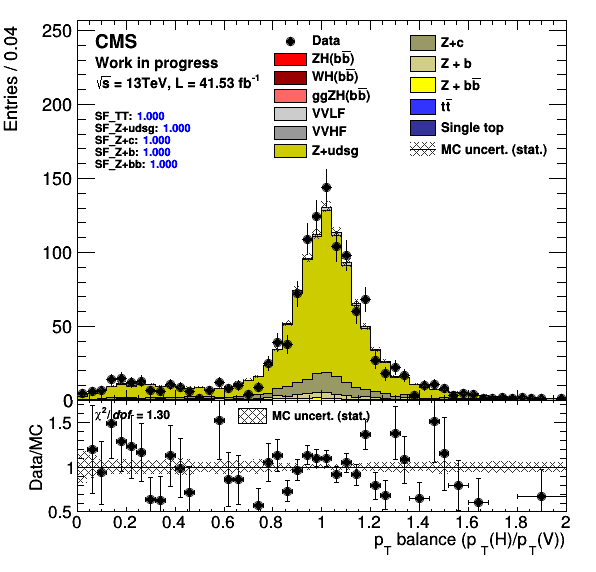 CMS
Work in progress
√s = 13TeV, L = 41.53 fb⁻¹
SF_TT: 1.000
SF_Z+udsg: 1.000
SF_Z+c: 1.000
SF_Z+b: 1.000
SF_Z+bb: 1.000
Data
ZH(bb̅)
WH(bb̅)
ggZH(bb̅)
VVLF
VVHF
Z+udsg
Z+c
Z + b
Z + bb̅
tt̅
Single top
MC uncert. (stat.)
Entries / 0.04
250
200
150
100
50
0
χ²/dof = 1.30
MC uncert. (stat.)
Data/MC
1.5
1
0.5
0 0.2 0.4 0.6 0.8 1 1.2 1.4 1.6 1.8 2
p_T balance (p_T(H)/p_T(V))